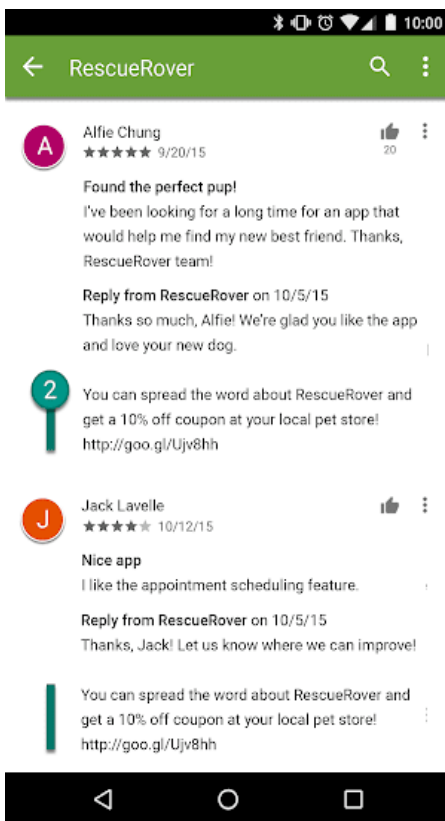 10:00
RescueRover
A
Alfie Chung
★★★★★ 9/20/15
20
Found the perfect pup!
I've been looking for a long time for an app that
would help me find my new best friend. Thanks,
RescueRover team!
Reply from RescueRover on 10/5/15
Thanks so much, Alfie! We're glad you like the app
and love your new dog.
2
You can spread the word about RescueRover and
get a 10% off coupon at your local pet store!
http://goo.gl/Ujv8hh
J
Jack Lavelle
★★★★★ 10/12/15
Nice app
I like the appointment scheduling feature.
Reply from RescueRover on 10/5/15
Thanks, Jack! Let us know where we can improve!
You can spread the word about RescueRover and
get a 10% off coupon at your local pet store!
http://goo.gl/Ujv8hh